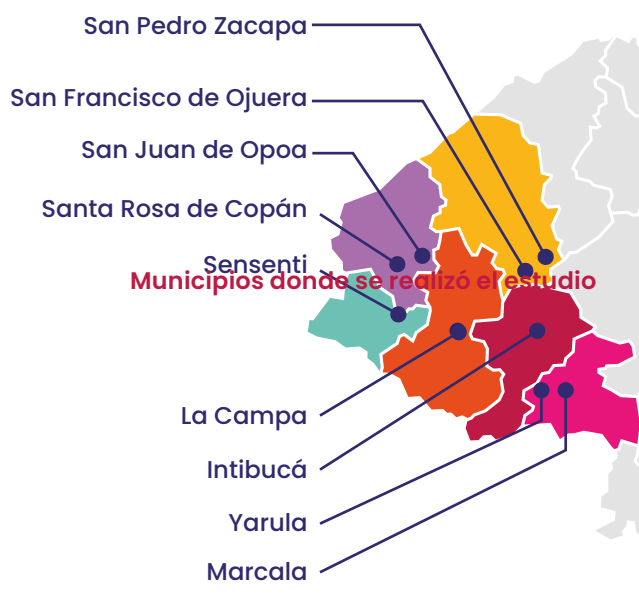 San Pedro Zacapa
San Francisco de Ojuera
San Juan de Opoa
Santa Rosa de Copán
Sensenti
Municipios donde se realizó el estudio
La Campa
Intibucá
Yarula
Marcala